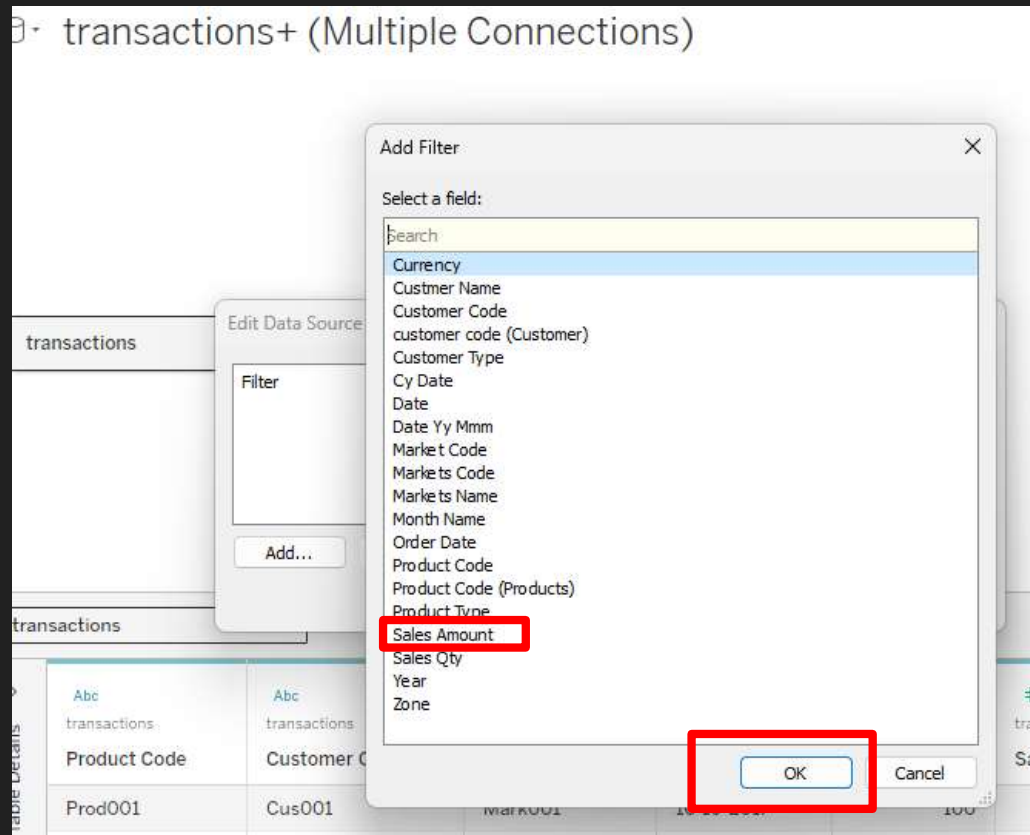 transactions+ (Multiple Connections)
Add Filter
Select a field:
Search
Currency
Custmer Name
Customer Code
customer code (Customer)
Customer Type
Cy Date
Date
Date Yy Mmm
Market Code
Markets Code
Markets Name
Month Name
Order Date
Product Code
Product Code (Products)
Product Type
Sales Amount
Sales Qty
Year
Zone
OK
Cancel
Edit Data Source
Filter
Add...
transactions
transactions
Table Details
Abc
transactions
Product Code
Prod001
Abc
transactions
Customer C
Cus001
Mark001
100